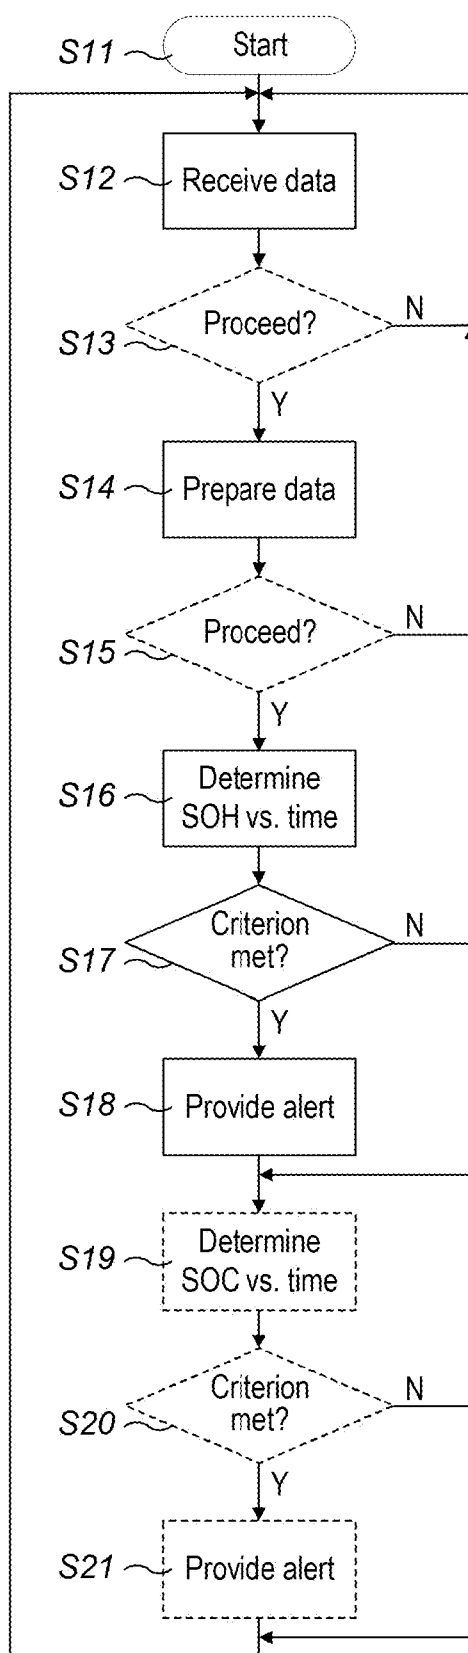 S11
Start
S12
Receive data
S13
Proceed?
N
Y
S14
Prepare data
S15
Proceed?
N
Y
S16
Determine
SOH vs. time
S17
Criterion
met?
N
Y
S18
Provide alert
S19
Determine
SOC vs. time
S20
Criterion
met?
N
Y
S21
Provide alert